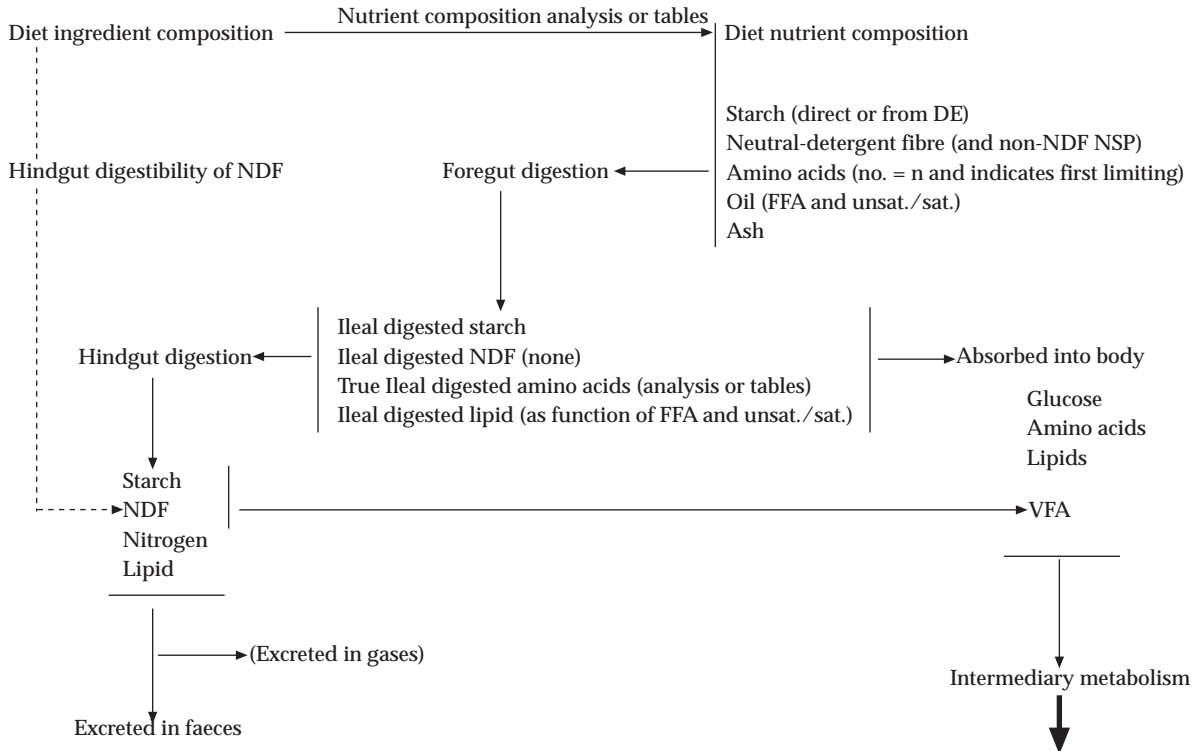 Nutrient composition analysis or tables
Diet ingredient composition
Diet nutrient composition
Starch (direct or from DE)
Neutral-detergent fibre (and non-NDF NSP)
Hindgut digestibility of NDF
Foregut digestion
Amino acids (no. = n and indicates first limiting)
Oil (FFA and unsat./sat.)
Ash
Ileal digested starch
Hindgut digestion
Ileal digested NDF (none)
True Ileal digested amino acids (analysis or tables)
Ileal digested lipid (as function of FFA and unsat./sat.)
Absorbed into body
Glucose
Amino acids
Lipids
Starch
NDF
Nitrogen
Lipid
VFA
(Excreted in gases)
Excreted in faeces
Intermediary metabolism